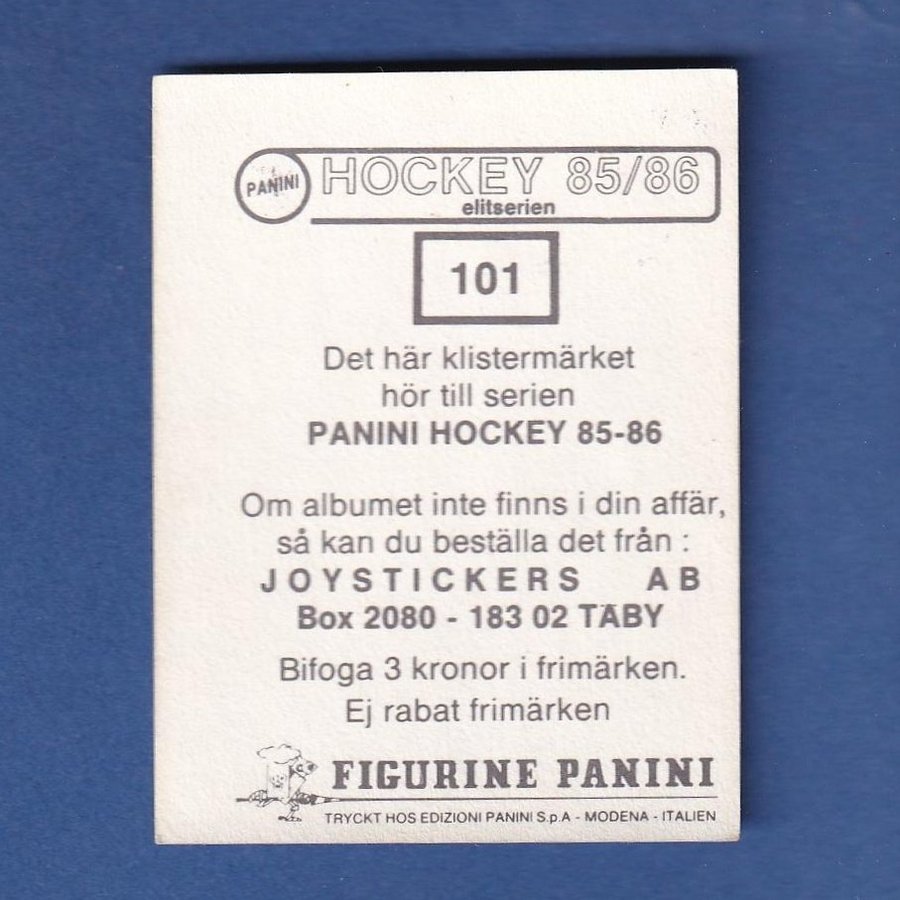 PANINI HOCKEY 85/86
elitserien
101
Det här klistermärket
hör till serien
PANINI HOCKEY 85-86
Om albumet inte finns i din affär,
så kan du beställa det från :
JOYSTICKERS AB
Box 2080 - 183 02 TÄBY
Bifoga 3 kronor i frimärken.
Ej rabat frimärken
FIGURINE PANINI
TRYCKT HOS EDIZIONI PANINI S.p.A - MODENA - ITALIEN